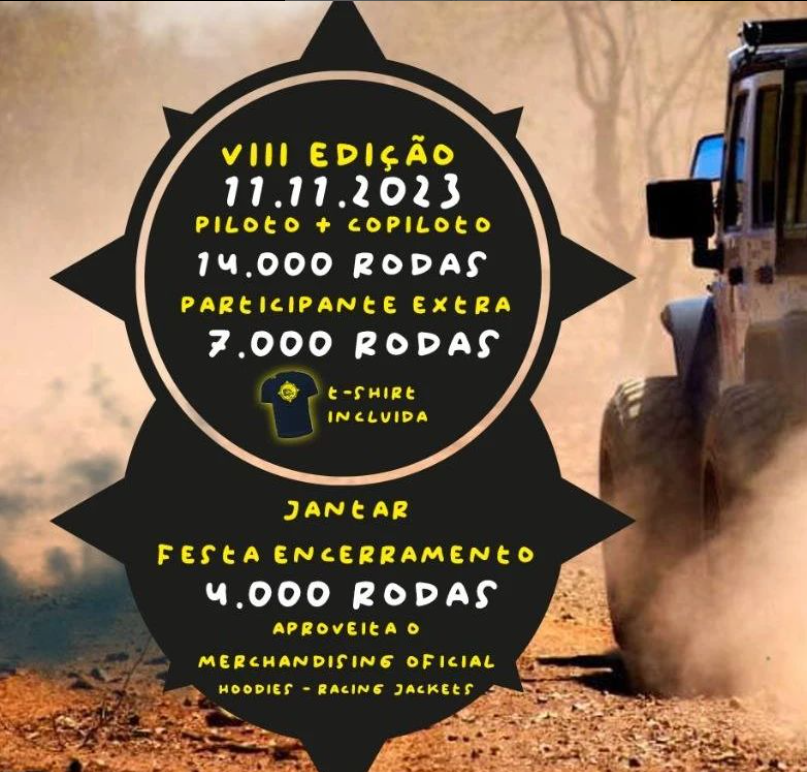 VIII EDIÇÃO
11.11.2023
PILOTO + COPILOTO
14.000 RODAS
PARTICIPANTE EXTRA
7.000 RODAS
T-SHIRT
INCLUIDA
JANTAR
FESTA ENCERRAMENTO
4.000 RODAS
APROVEITA O
MERCHANDISING OFICIAL
HOODIES - RACING JACKETS